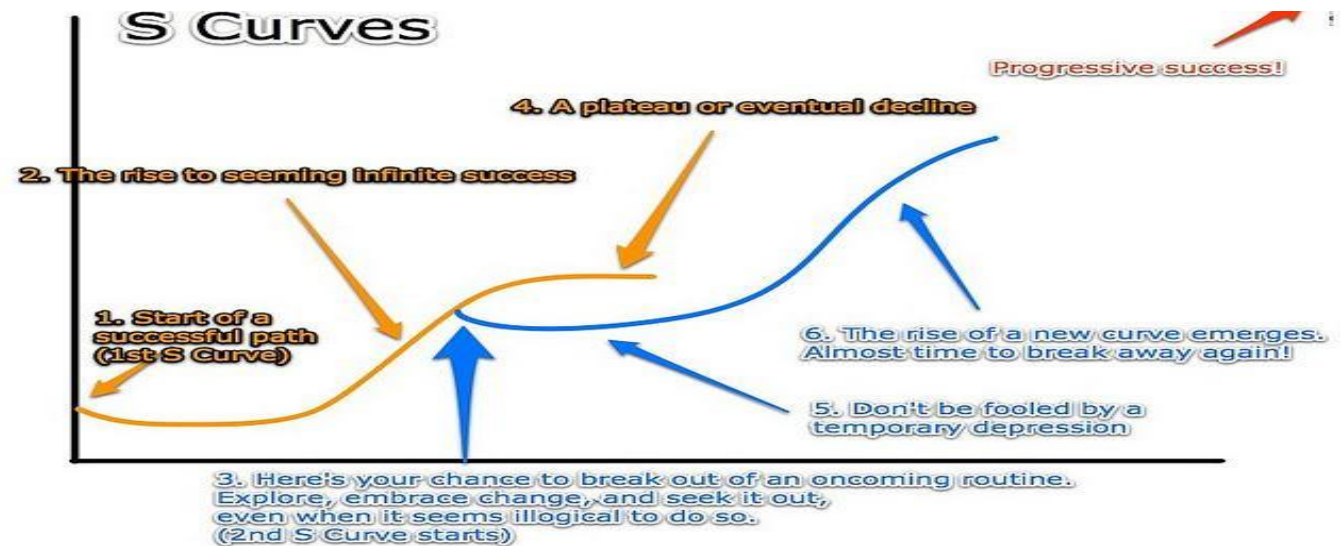 S Curves
Progressive success!
4. A plateau or eventual decline
2. The rise to seeming infinite success
1. Start of a
successful path
(1st S Curve)
6. The rise of a new curve emerges.
Almost time to break away again!
5. Don't be fooled by a
temporary depression
3. Here's your chance to break out of an oncoming routine.
Explore, embrace change, and seek it out,
even when it seems illogical to do so.
(2nd S Curve starts)